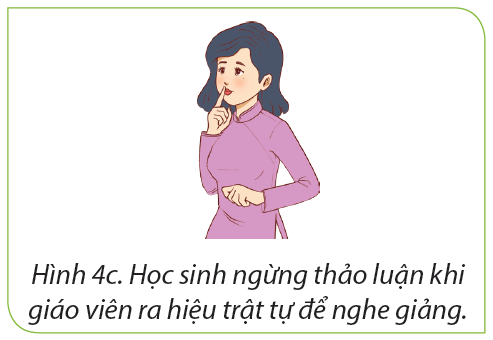 Hình 4c. Học sinh ngừng thảo luận khi
giáo viên ra hiệu trật tự để nghe giảng.